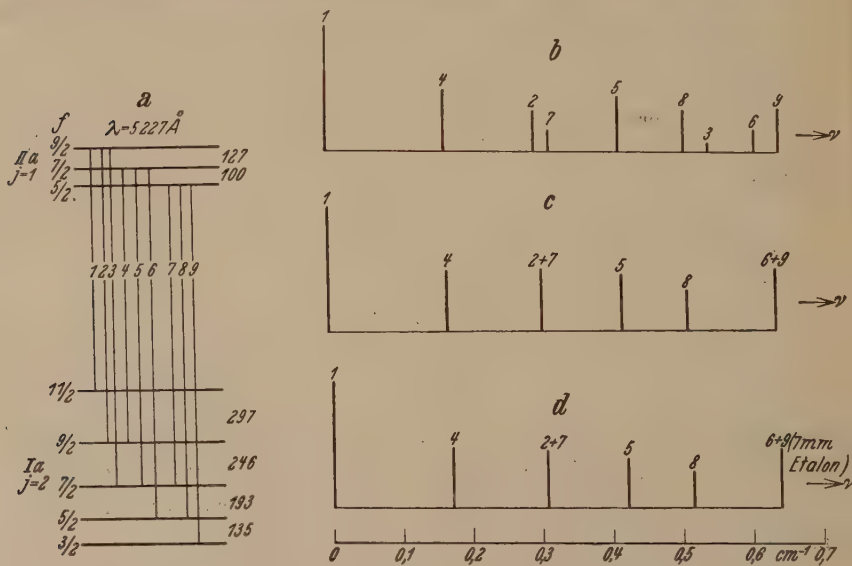 a
f
λ=5227Å
9/2
II a
j=1
7/2
5/2
127
100
1 2 3 4 5 6 7 8 9
11/2
297
9/2
246
I a
j=2
7/2
193
5/2
135
3/2
b
1
4
2
7
5
8
3
6
9
→ν
c
1
4
2+7
5
8
6+9
→ν
d
1
4
2+7
5
8
6+9(7mm
Etalon)
→ν
0 0,1 0,2 0,3 0,4 0,5 0,6 cm⁻¹ 0,7